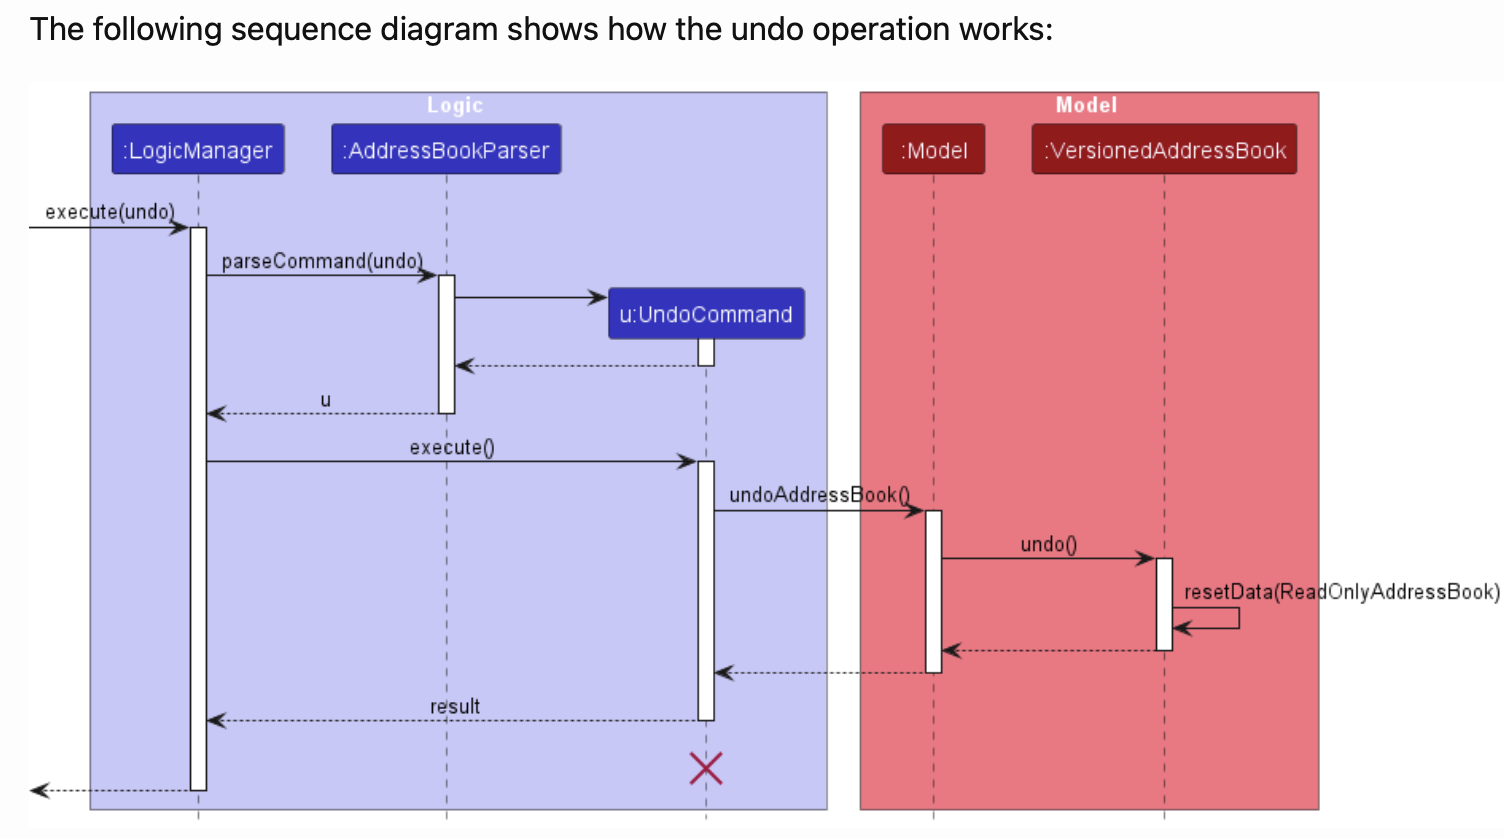 The following sequence diagram shows how the undo operation works:
Logic
Model
:LogicManager
:AddressBookParser
:Model
:VersionedAddressBook
execute(undo)
parseCommand(undo)
u:UndoCommand
u
execute()
undoAddressBook()
undo()
resetData(ReadOnlyAddressBook)
result